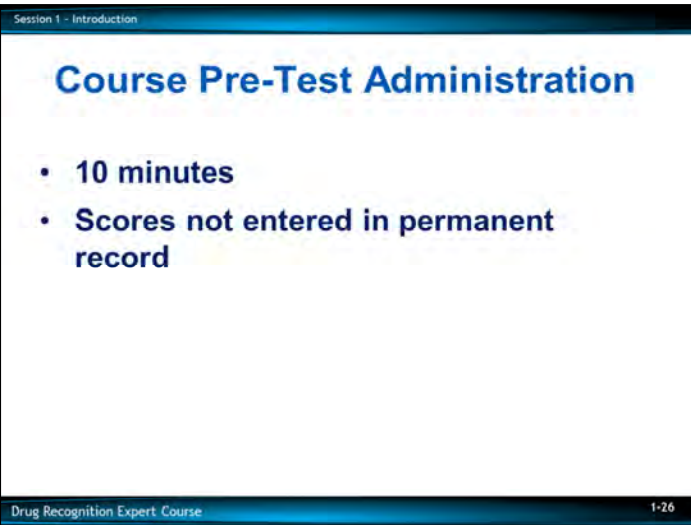 Session 1 - Introduction
Course Pre-Test Administration
• 10 minutes
• Scores not entered in permanent
record
Drug Recognition Expert Course
1-26